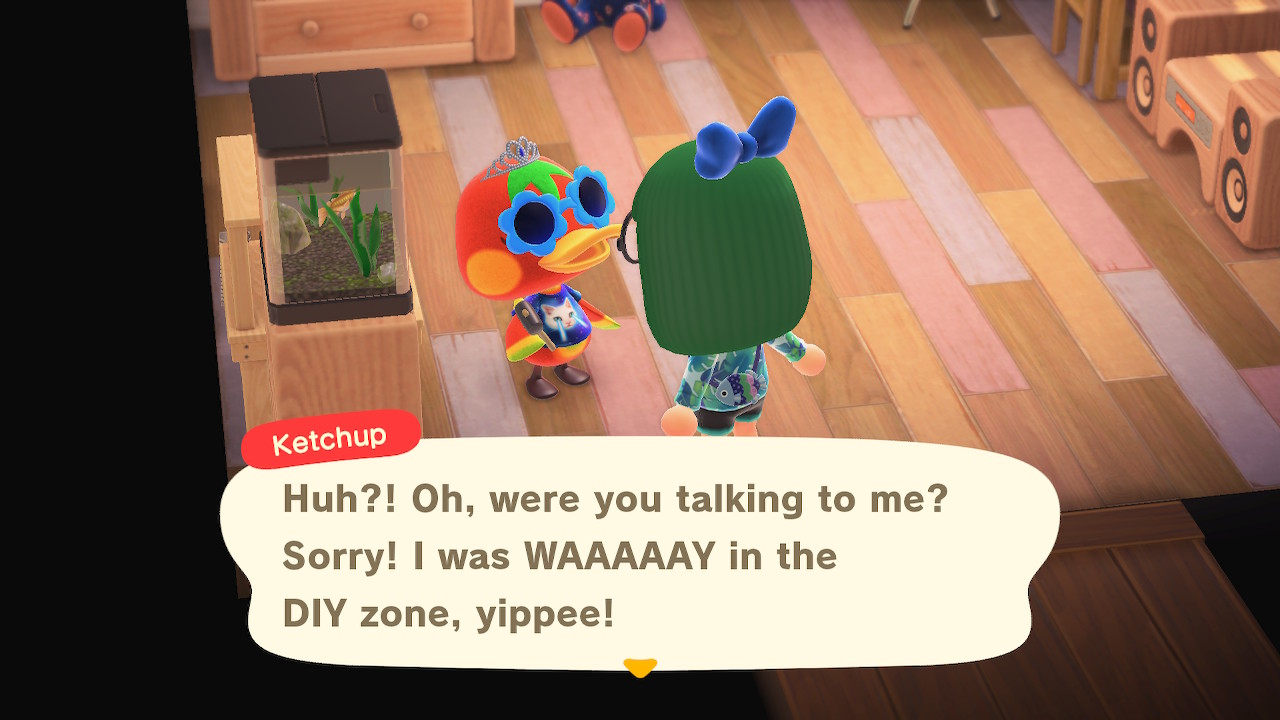 Ketchup
Huh?! Oh, were you talking to me?
Sorry! I was WAAAAAY in the
DIY zone, yippee!